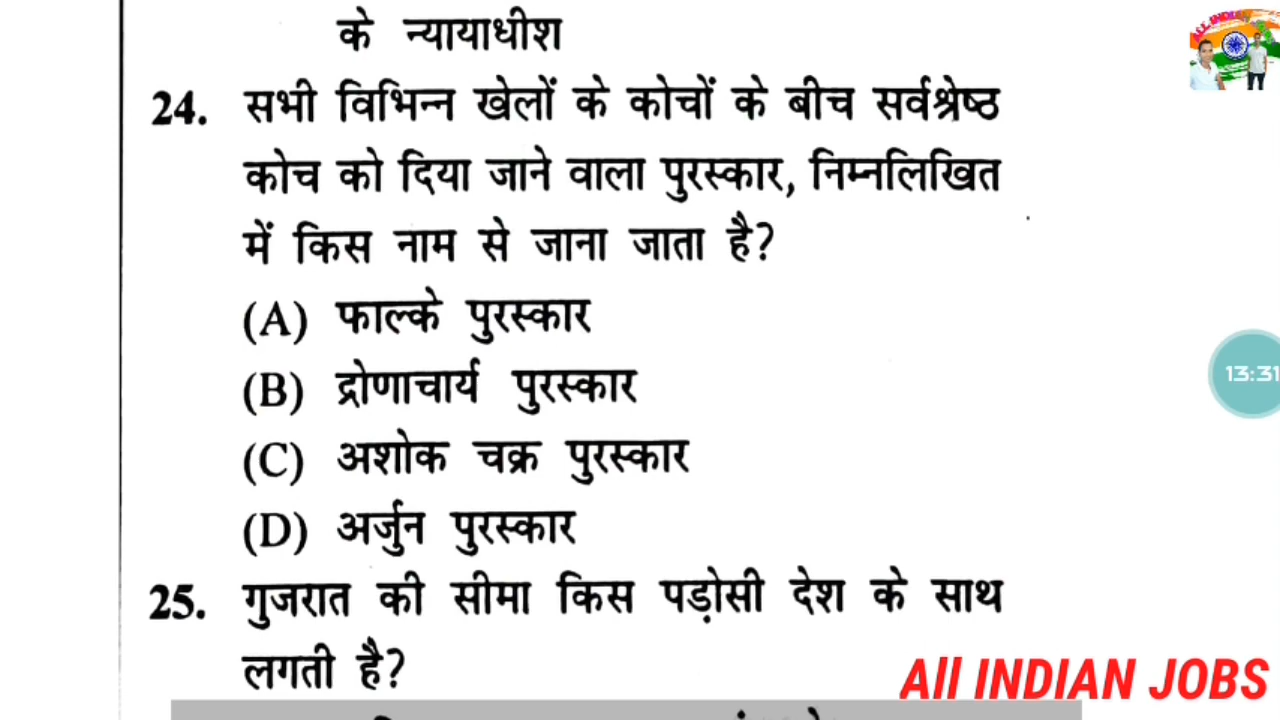 के न्यायाधीश
24. सभी विभिन्न खेलों के कोचों के बीच सर्वश्रेष्ठ
कोच को दिया जाने वाला पुरस्कार, निम्नलिखित
में किस नाम से जाना जाता है?
(A) फाल्के पुरस्कार
(B) द्रोणाचार्य पुरस्कार
(C) अशोक चक्र पुरस्कार
(D) अर्जुन पुरस्कार
13:31
25. गुजरात की सीमा किस पड़ोसी देश के साथ
लगती है?
All INDIAN JOBS